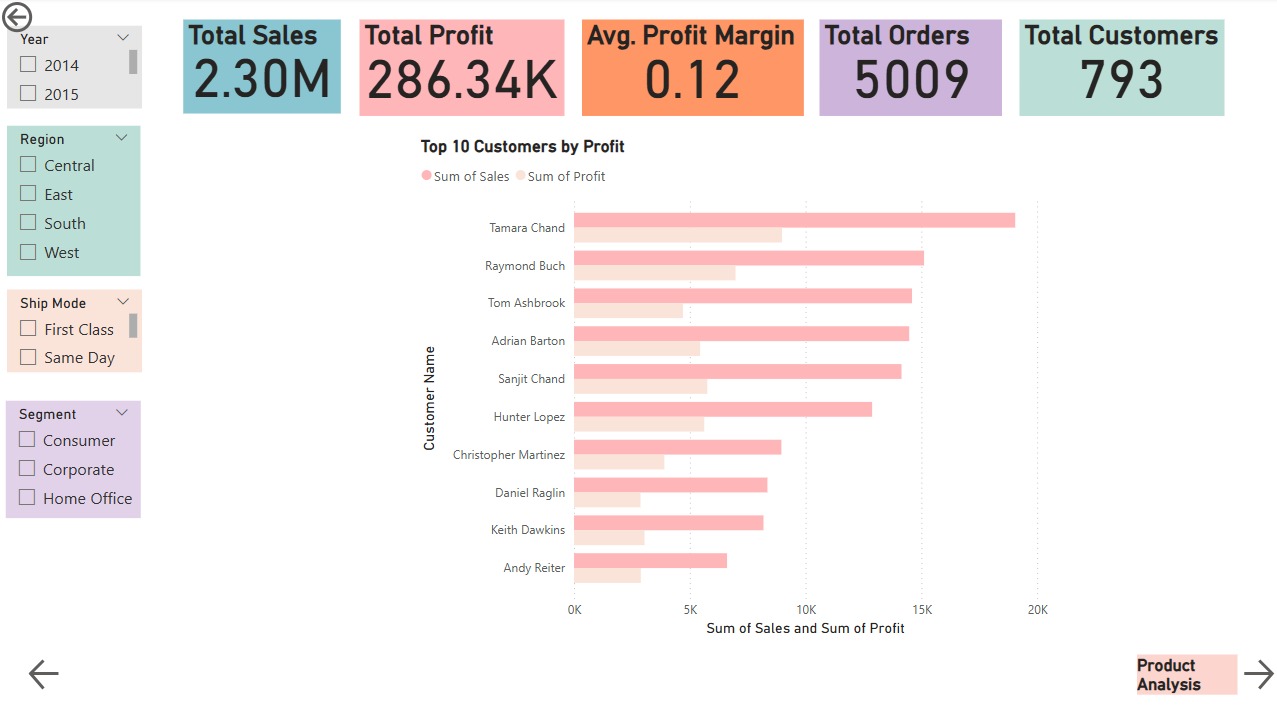 Year
2014
2015
Region
Central
East
South
West
Ship Mode
First Class
Same Day
Segment
Consumer
Corporate
Home Office
Total Sales
2.30M
Total Profit
286.34K
Avg. Profit Margin
0.12
Total Orders
5009
Total Customers
793
Top 10 Customers by Profit
Sum of Sales Sum of Profit
Customer Name
Tamara Chand
Raymond Buch
Tom Ashbrook
Adrian Barton
Sanjit Chand
Hunter Lopez
Christopher Martinez
Daniel Raglin
Keith Dawkins
Andy Reiter
0K 5K 10K 15K 20K
Sum of Sales and Sum of Profit
Product
Analysis